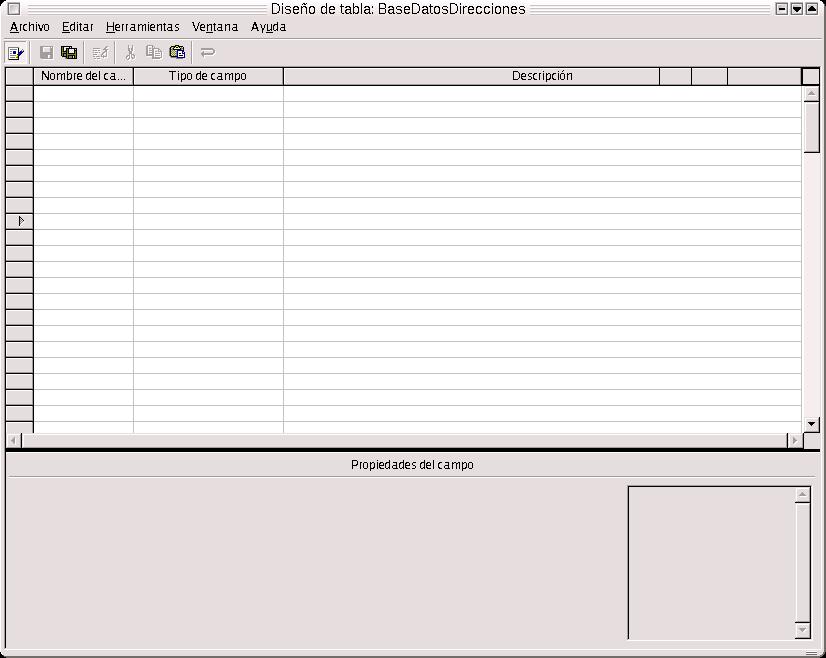 Diseño de tabla: BaseDatosDirecciones
Archivo Editar Herramientas Ventana Ayuda
Nombre del ca... Tipo de campo Descripción
Propiedades del campo